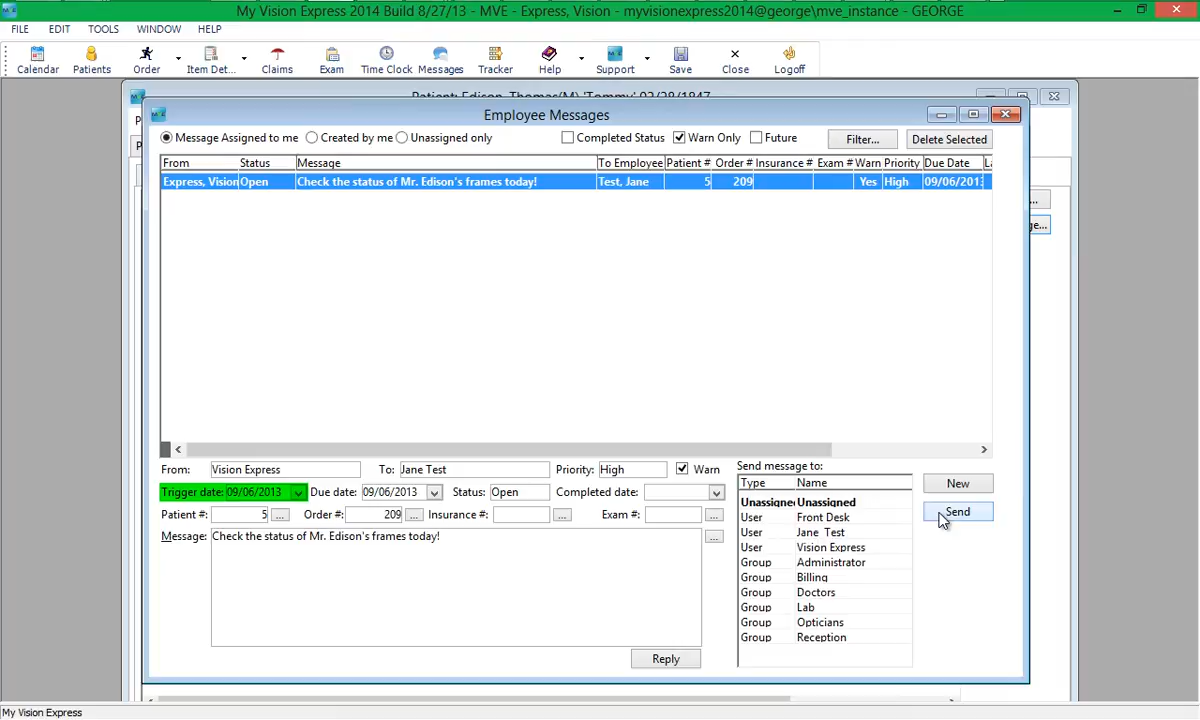 My Vision Express 2014 Build 8/27/13 - MVE - Express, Vision - myvisionexpress2014@george\mve_instance - GEORGE
FILE EDIT TOOLS WINDOW HELP
Calendar Patients Order Item Det... Claims Exam Time Clock Messages Tracker Help Support Save Close Logoff
Patient: Edison, Thomas(M) 'Tommy'
Employee Messages
Message Assigned to me Created by me Unassigned only Completed Status Warn Only Future Filter... Delete Selected
From Status Message To Employee Patient # Order # Insurance # Exam # Warn Priority Due Date
Express, Vision Open Check the status of Mr. Edison's frames today! Test, Jane 5 209 Yes High 09/06/2013
From: Vision Express To: Jane Test Priority: High Warn
Trigger date: 09/06/2013 Due date: 09/06/2013 Status: Open Completed date:
Patient #: 5 ... Order #: 209 ... Insurance #: ... Exam #: ...
Message: Check the status of Mr. Edison's frames today! ...
Reply
Send message to:
Type Name
Unassigned Unassigned
User Front Desk
User Jane Test
User Vision Express
Group Administrator
Group Billing
Group Doctors
Group Lab
Group Opticians
Group Reception
New
Send
My Vision Express